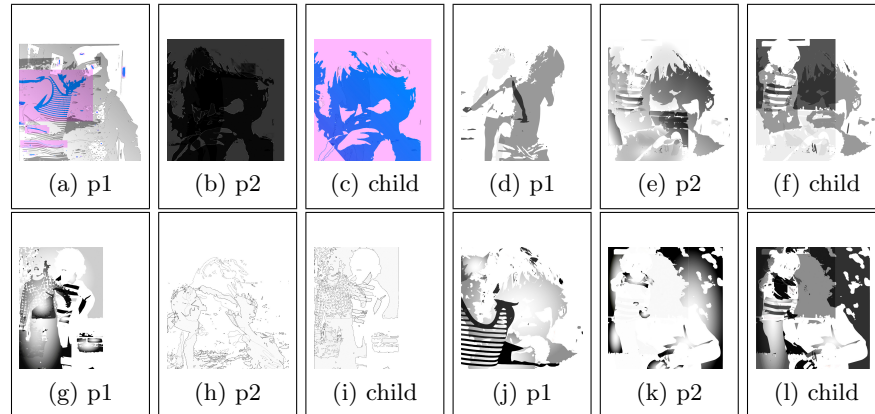 (a) p1 (b) p2 (c) child (d) p1 (e) p2 (f) child
(g) p1 (h) p2 (i) child (j) p1 (k) p2 (l) child